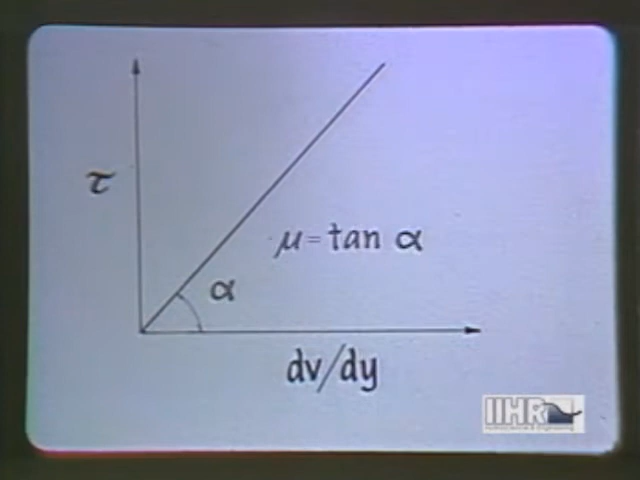 τ
μ = tan α
α
dv/dy
IIHR